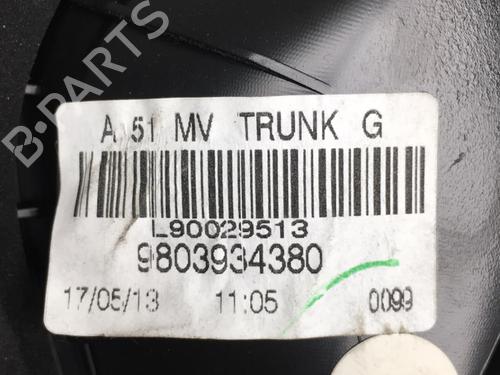 B-PARTS
A 51 MV TRUNK G
L90029513
9803934380
17/05/13 11:05 0099